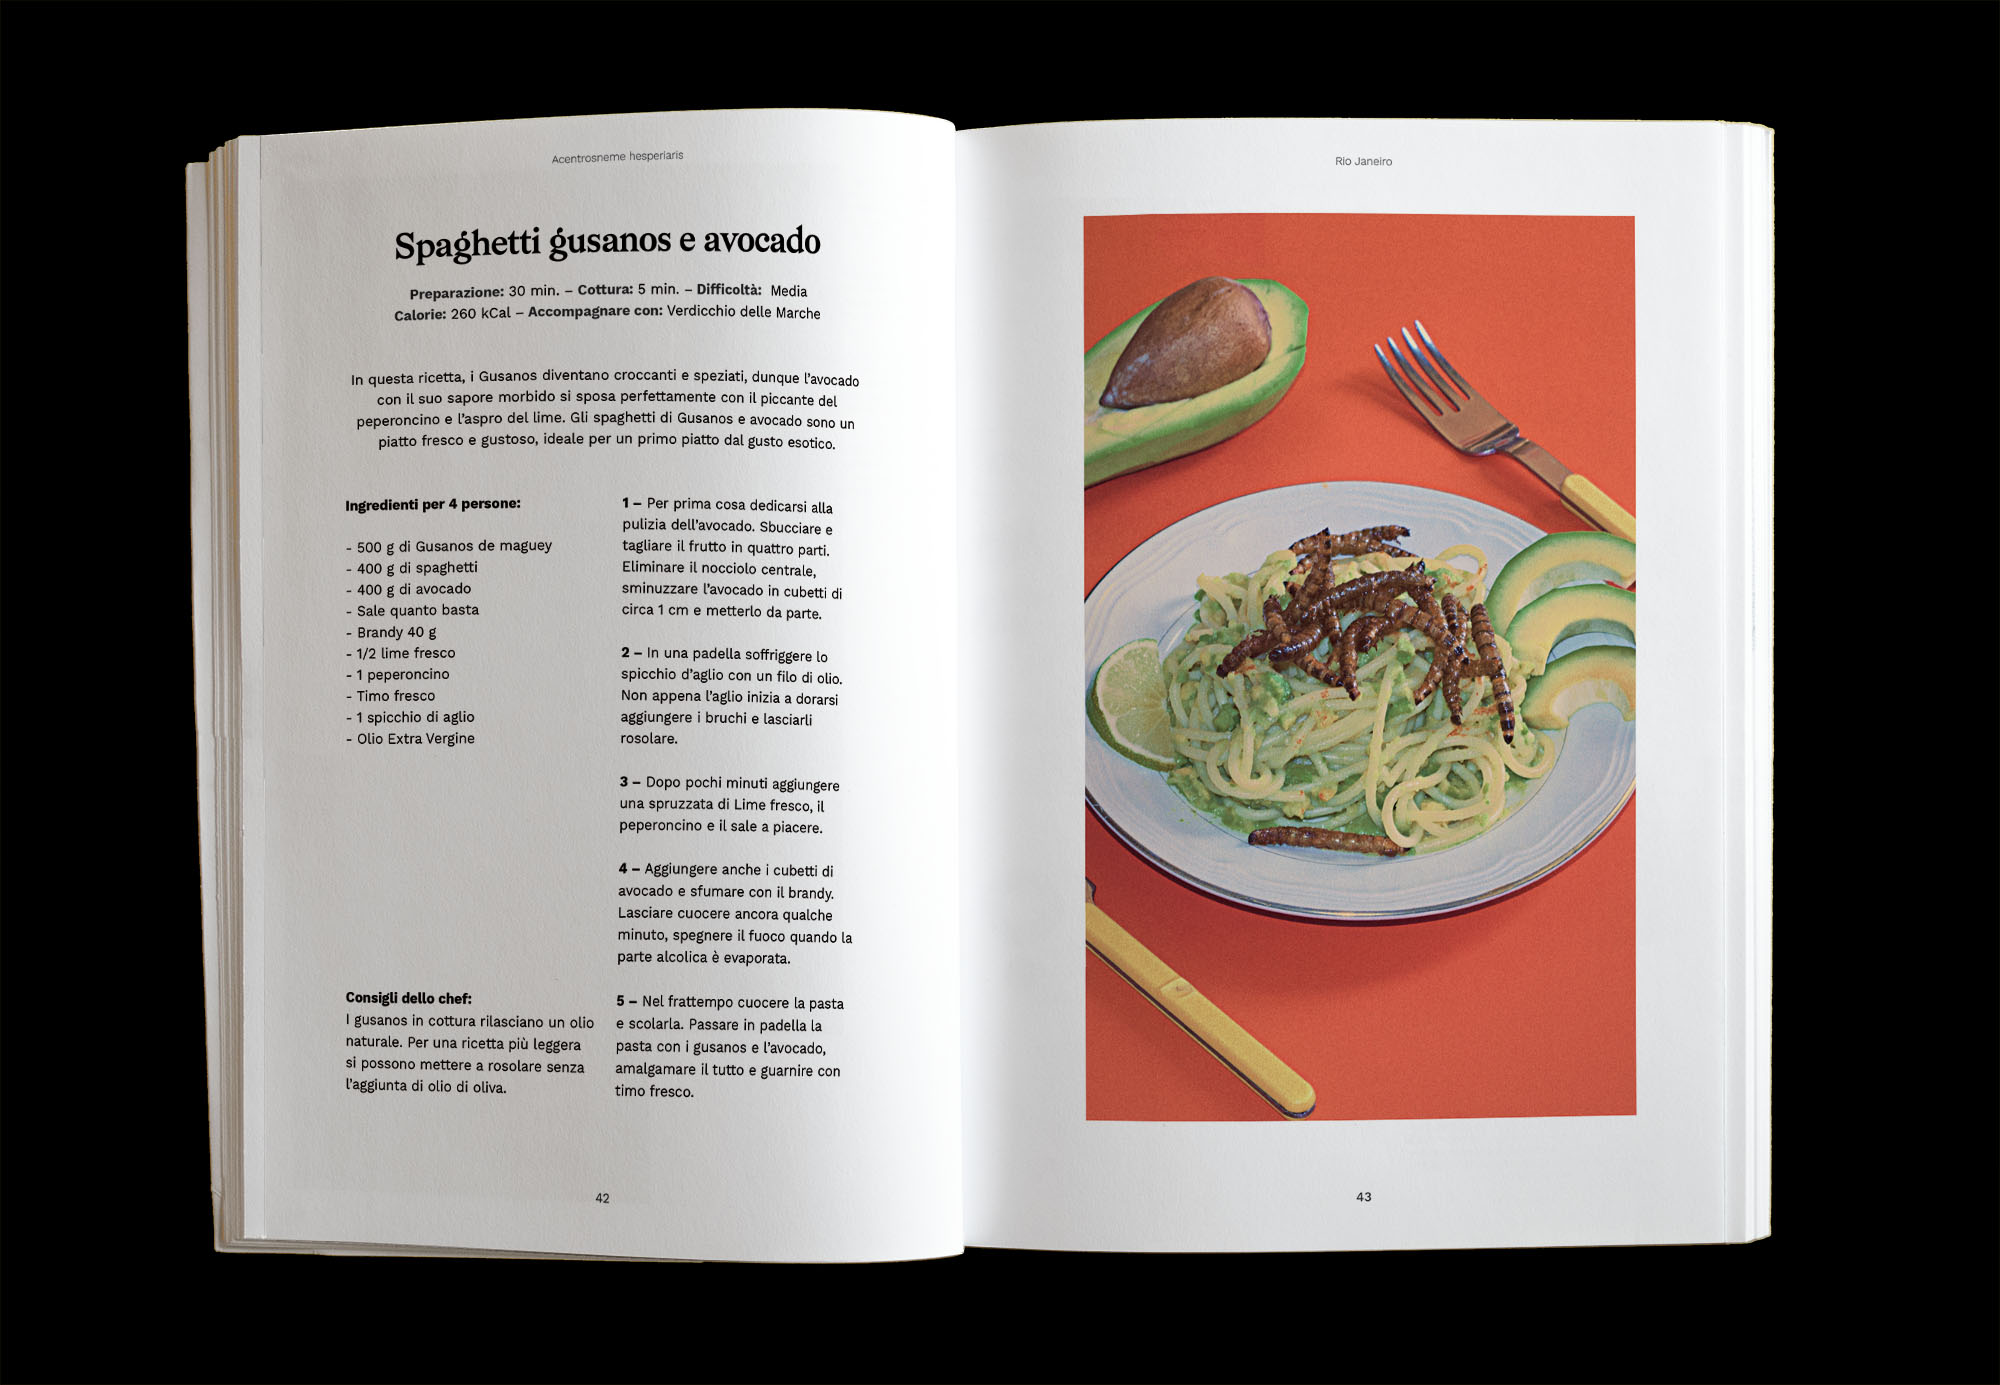 Acentrosneme hesperiaris
Spaghetti gusanos e avocado
Preparazione: 30 min. – Cottura: 5 min. – Difficoltà: Media
Calorie: 260 kCal – Accompagnare con: Verdicchio delle Marche
In questa ricetta, i Gusanos diventano croccanti e speziati, dunque l'avocado
con il suo sapore morbido si sposa perfettamente con il piccante del
peperoncino e l'aspro del lime. Gli spaghetti di Gusanos e avocado sono un
piatto fresco e gustoso, ideale per un primo piatto dal gusto esotico.
Ingredienti per 4 persone:
- 500 g di Gusanos de maguey
- 400 g di spaghetti
- 400 g di avocado
- Sale quanto basta
- Brandy 40 g
- 1/2 lime fresco
- 1 peperoncino
- Timo fresco
- 1 spicchio di aglio
- Olio Extra Vergine
Consigli dello chef:
I gusanos in cottura rilasciano un olio
naturale. Per una ricetta più leggera
si possono mettere a rosolare senza
l'aggiunta di olio di oliva.
1 – Per prima cosa dedicarsi alla
pulizia dell'avocado. Sbucciare e
tagliare il frutto in quattro parti.
Eliminare il nocciolo centrale,
sminuzzare l'avocado in cubetti di
circa 1 cm e metterlo da parte.
2 – In una padella soffriggere lo
spicchio d'aglio con un filo di olio.
Non appena l'aglio inizia a dorarsi
aggiungere i bruchi e lasciarli
rosolare.
3 – Dopo pochi minuti aggiungere
una spruzzata di Lime fresco, il
peperoncino e il sale a piacere.
4 – Aggiungere anche i cubetti di
avocado e sfumare con il brandy.
Lasciare cuocere ancora qualche
minuto, spegnere il fuoco quando la
parte alcolica è evaporata.
5 – Nel frattempo cuocere la pasta
e scolarla. Passare in padella la
pasta con i gusanos e l'avocado,
amalgamare il tutto e guarnire con
timo fresco.
42
Rio Janeiro
43